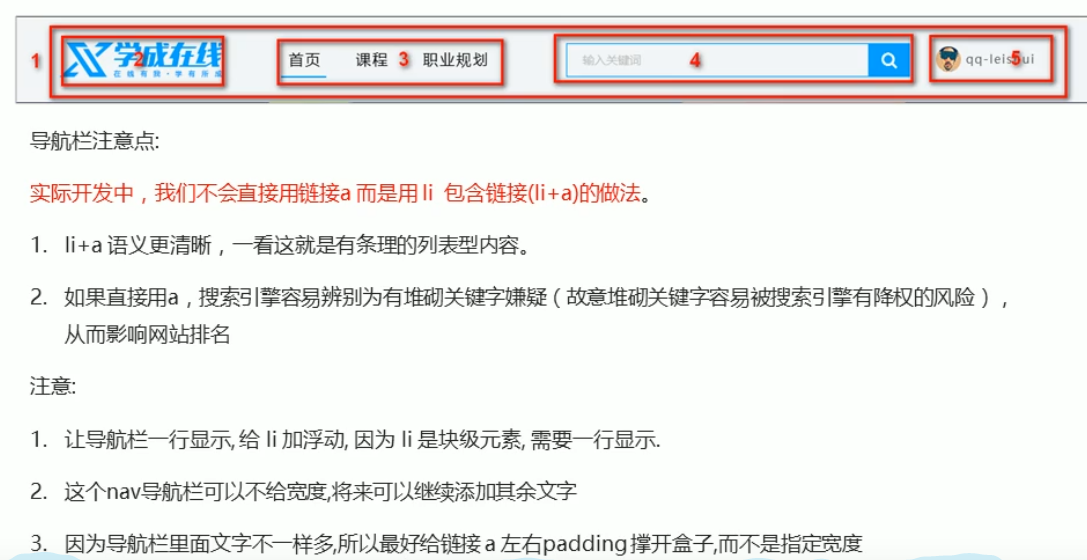 1 学成在线 2 首页 课程 3 职业规划 输入关键词 4 qq-lei 5 ui
在线有我·学有所成
导航栏注意点:
实际开发中，我们不会直接用链接a 而是用 li 包含链接(li+a)的做法。
1. li+a 语义更清晰，一看这就是有条理的列表型内容。
2. 如果直接用a，搜索引擎容易辨别为有堆砌关键字嫌疑（故意堆砌关键字容易被搜索引擎有降权的风险），
从而影响网站排名
注意:
1. 让导航栏一行显示, 给 li 加浮动, 因为 li 是块级元素, 需要一行显示.
2. 这个nav导航栏可以不给宽度,将来可以继续添加其余文字
3. 因为导航栏里面文字不一样多,所以最好给链接 a 左右padding 撑开盒子,而不是指定宽度